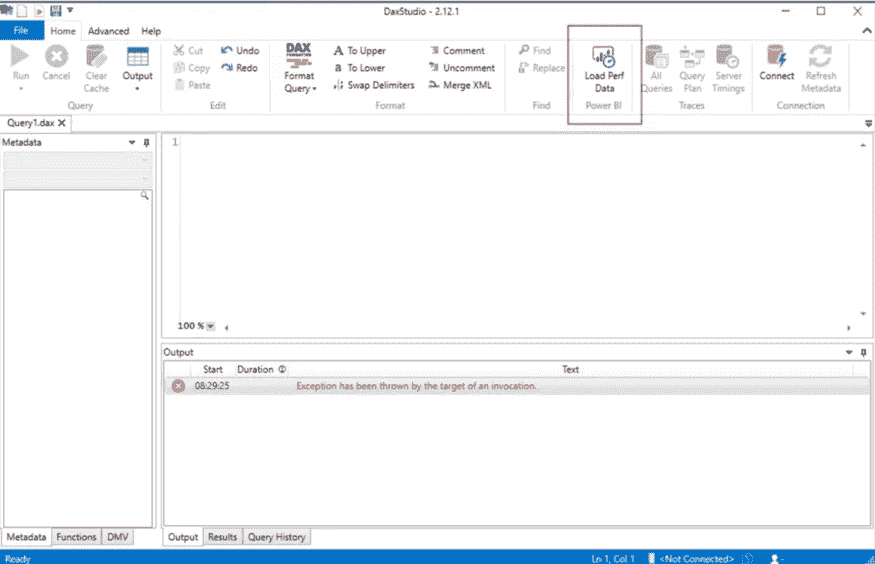 DaxStudio - 2.12.1
File Home Advanced Help
Run
Cancel
Clear
Cache
Output
Query
Cut
Copy
Paste
Undo
Redo
Edit
DAX
FORMATTER
Format
Query
To Upper
To Lower
Swap Delimiters
Comment
Uncomment
Merge XML
Format
Find
Replace
Find
Load Perf
Data
Power BI
All
Queries
Query
Plan
Server
Timings
Traces
Connect
Refresh
Metadata
Connection
Query1.dax
Metadata
1
100 %
Output
Start Duration Text
08:29:25 Exception has been thrown by the target of an invocation.
Metadata Functions DMV
Output Results Query History
Ready
Ln 1, Col 1 <Not Connected> -